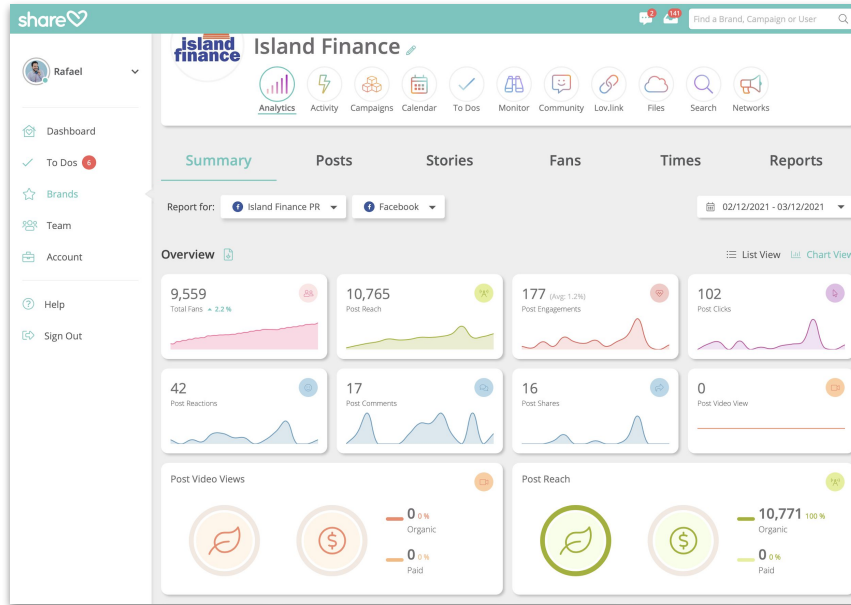 share
2
141
Find a Brand, Campaign or User
island
finance
Island Finance
Rafael
Analytics
Activity
Campaigns
Calendar
To Dos
Monitor
Community
Lov.link
Files
Search
Networks
Dashboard
To Dos 6
Brands
Team
Account
Help
Sign Out
Summary
Posts
Stories
Fans
Times
Reports
Report for:
Island Finance PR
Facebook
02/12/2021 - 03/12/2021
Overview
List View
Chart View
9,559
Total Fans 2.2 %
10,765
Post Reach
177 (Avg: 1.2%)
Post Engagements
102
Post Clicks
42
Post Reactions
17
Post Comments
16
Post Shares
0
Post Video View
Post Video Views
$
0 0 %
Organic
0 0 %
Paid
Post Reach
$
10,771 100 %
Organic
0 0 %
Paid